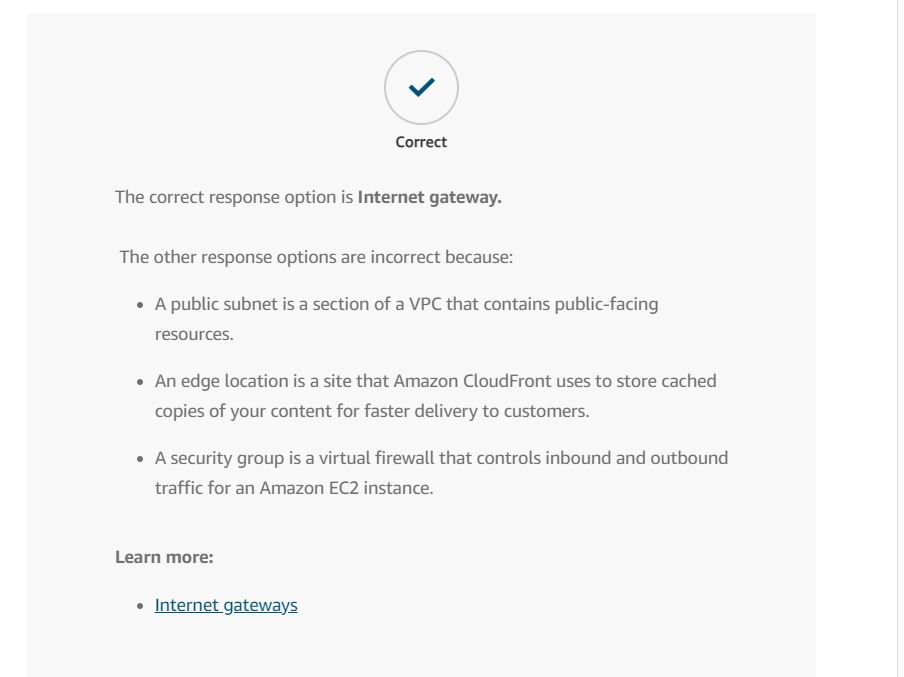 Correct
The correct response option is Internet gateway.
The other response options are incorrect because:
• A public subnet is a section of a VPC that contains public-facing
resources.
• An edge location is a site that Amazon CloudFront uses to store cached
copies of your content for faster delivery to customers.
• A security group is a virtual firewall that controls inbound and outbound
traffic for an Amazon EC2 instance.
Learn more:
• Internet gateways